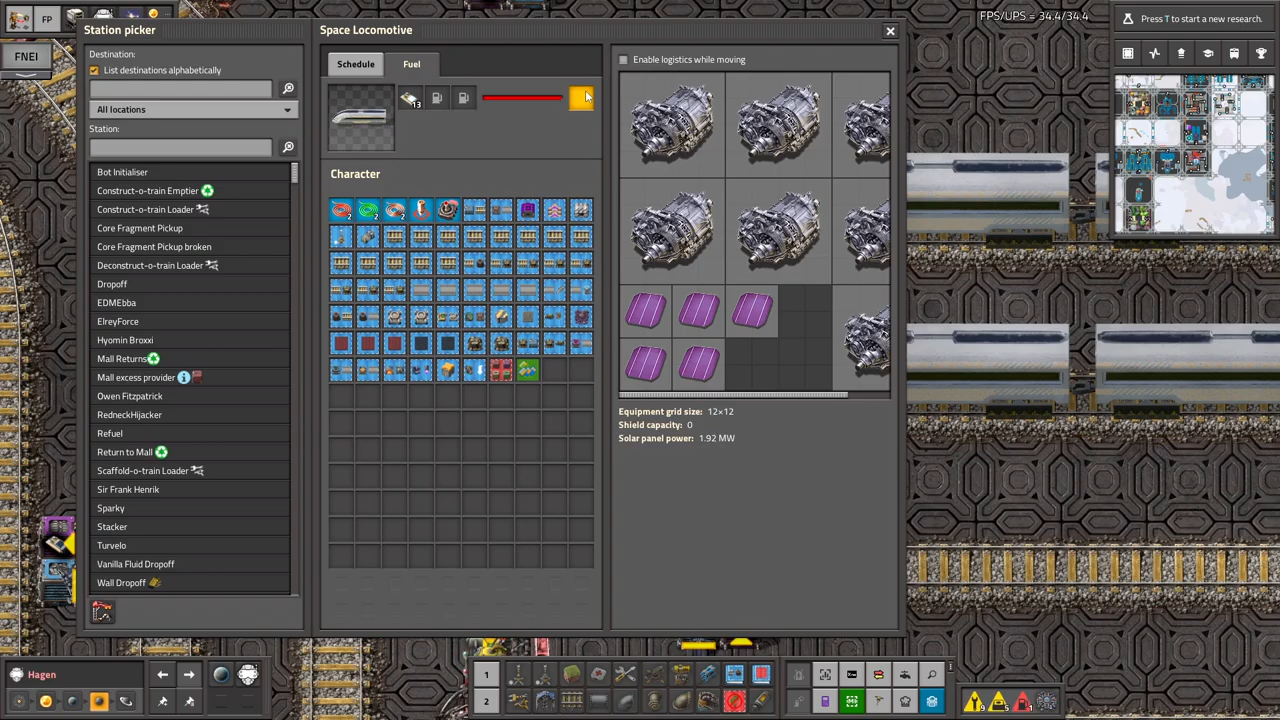 FP
FNEI
FPS/UPS = 34.4/34.4
Press T to start a new research.
Station picker
Destination:
List destinations alphabetically
All locations
Station:
Bot Initialiser
Construct-o-train Emptier
Construct-o-train Loader
Core Fragment Pickup
Core Fragment Pickup broken
Deconstruct-o-train Loader
Dropoff
EDMEbba
ElreyForce
Hyomin Broxxi
Mall Returns
Mall excess provider
Owen Fitzpatrick
RedneckHijacker
Refuel
Return to Mall
Scaffold-o-train Loader
Sir Frank Henrik
Sparky
Stacker
Turvelo
Vanilla Fluid Dropoff
Wall Dropoff
Space Locomotive
Schedule
Fuel
13
Character
2
2
2
Enable logistics while moving
Equipment grid size: 12×12
Shield capacity: 0
Solar panel power: 1.92 MW
Hagen
1
2